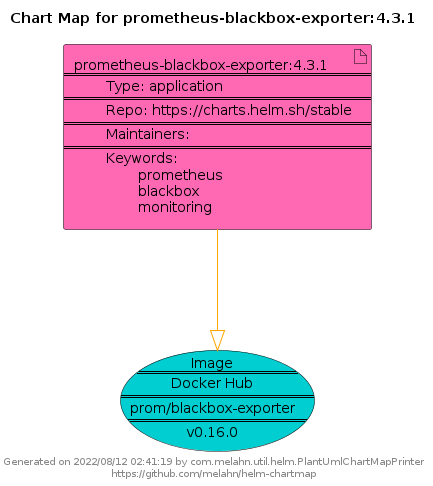 Chart Map for prometheus-blackbox-exporter:4.3.1
prometheus-blackbox-exporter:4.3.1
Type: application
Repo: https://charts.helm.sh/stable
Maintainers:
Keywords:
prometheus
blackbox
monitoring
Image
Docker Hub
prom/blackbox-exporter
v0.16.0
Generated on 2022/08/12 02:41:19 by com.melahn.util.helm.PlantUmlChartMapPrinter
https://github.com/melahn/helm-chartmap